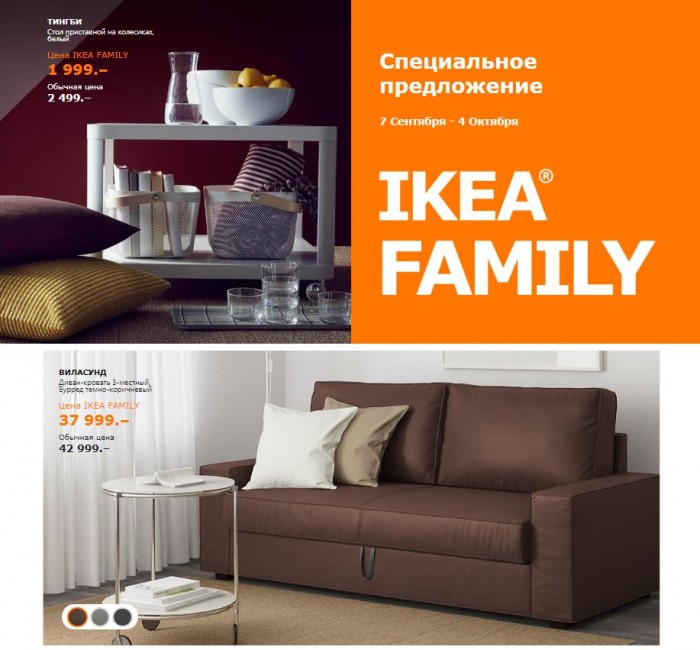 ТИНГБИ
Стол приставной на колесиках,
белый
Цена IKEA FAMILY
1 999.–
Обычная цена
2 499.–
Специальное
предложение
7 Сентября - 4 Октября
IKEA®
FAMILY
ВИЛАСУНД
Диван-кровать 3-местный,
Бурред темно-коричневый
Цена IKEA FAMILY
37 999.–
Обычная цена
42 999.–